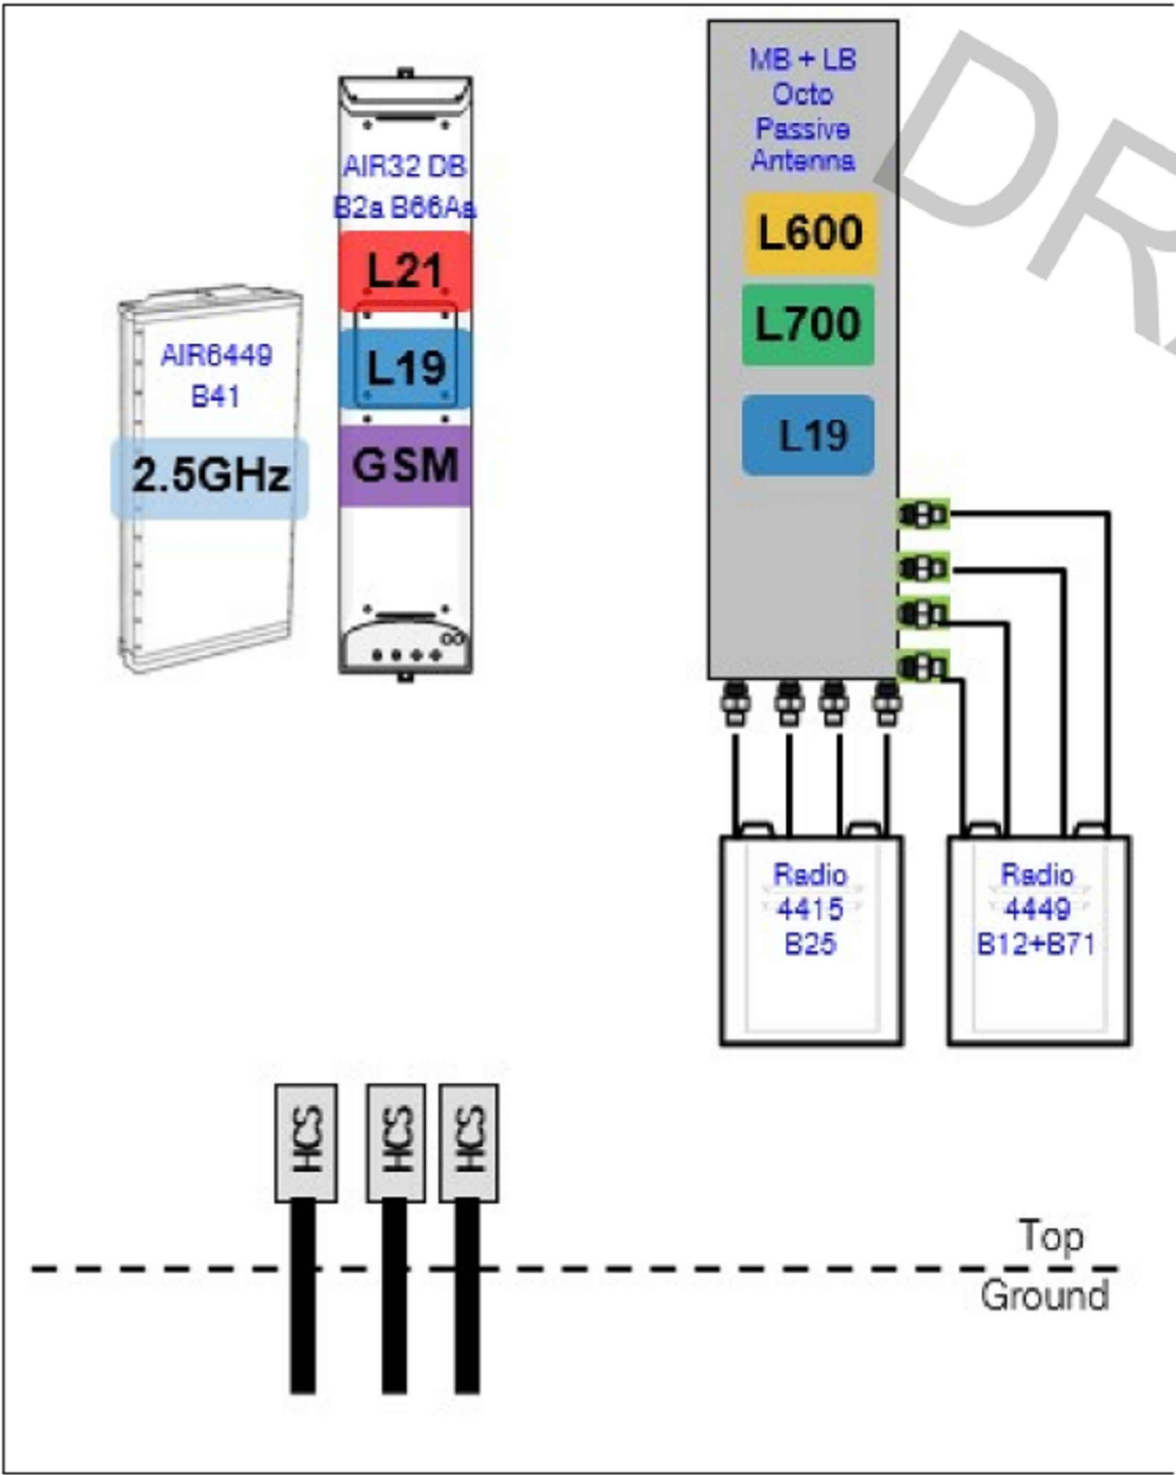 MB + LB
Octo
Passive
Antenna
L600
L700
L19
AIR32 DB
B2a B66Aa
L21
L19
GSM
AIR6449
B41
2.5GHz
Radio
4415
B25
Radio
4449
B12+B71
HCS
HCS
HCS
Top
Ground
DR